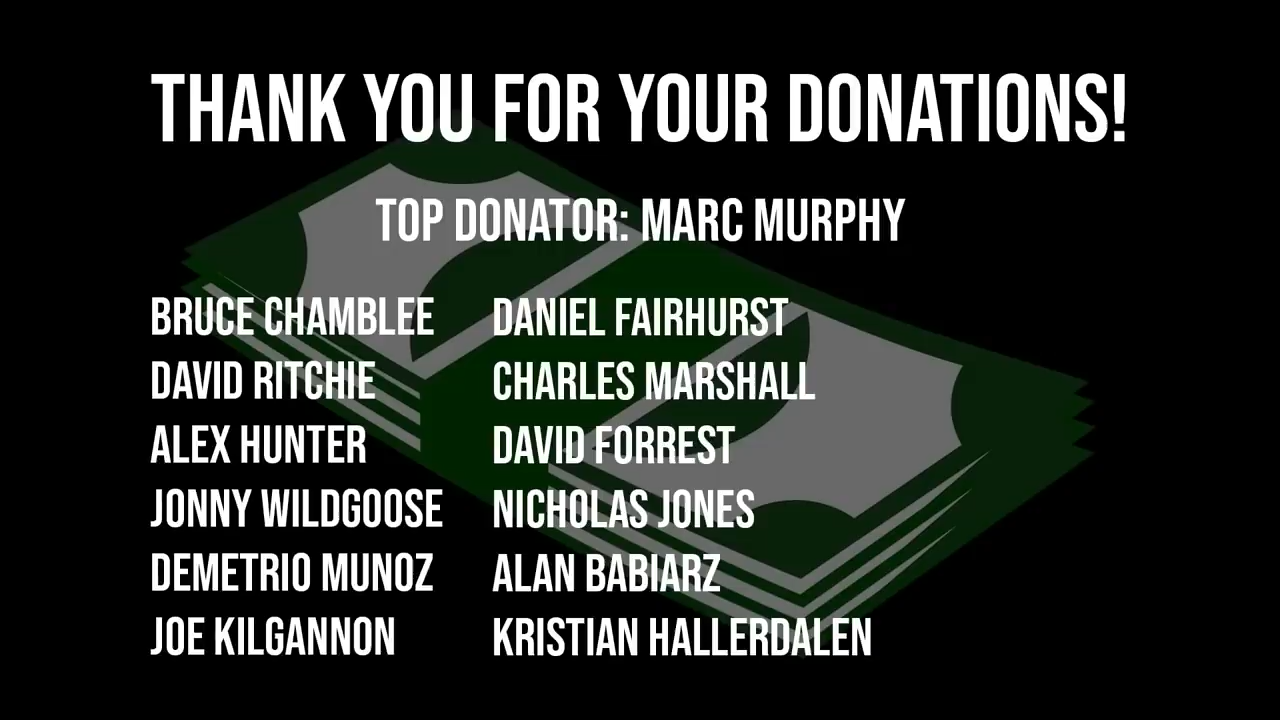 THANK YOU FOR YOUR DONATIONS!
TOP DONATOR: MARC MURPHY
BRUCE CHAMBLEE
DAVID RITCHIE
ALEX HUNTER
JONNY WILDGOOSE
DEMETRIO MUNOZ
JOE KILGANNON
DANIEL FAIRHURST
CHARLES MARSHALL
DAVID FORREST
NICHOLAS JONES
ALAN BABIARZ
KRISTIAN HALLERDALEN